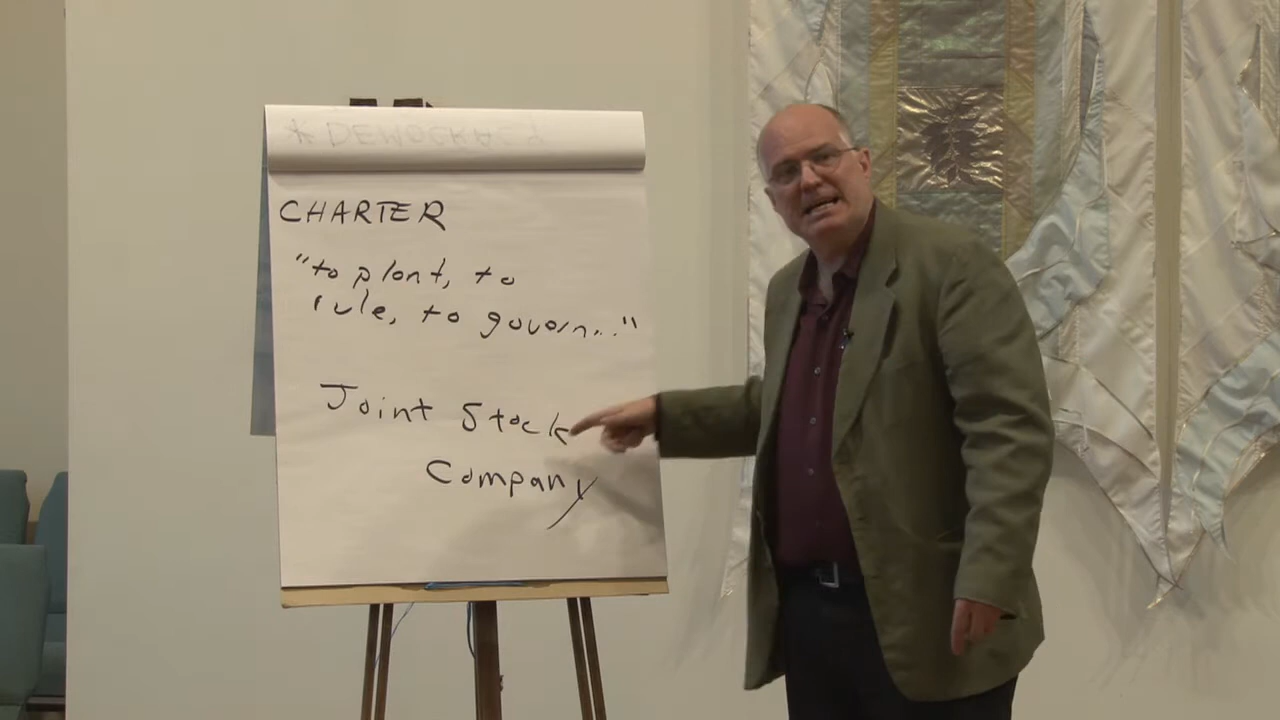 CHARTER
"to plant, to
rule, to govern..."
Joint Stock
Company